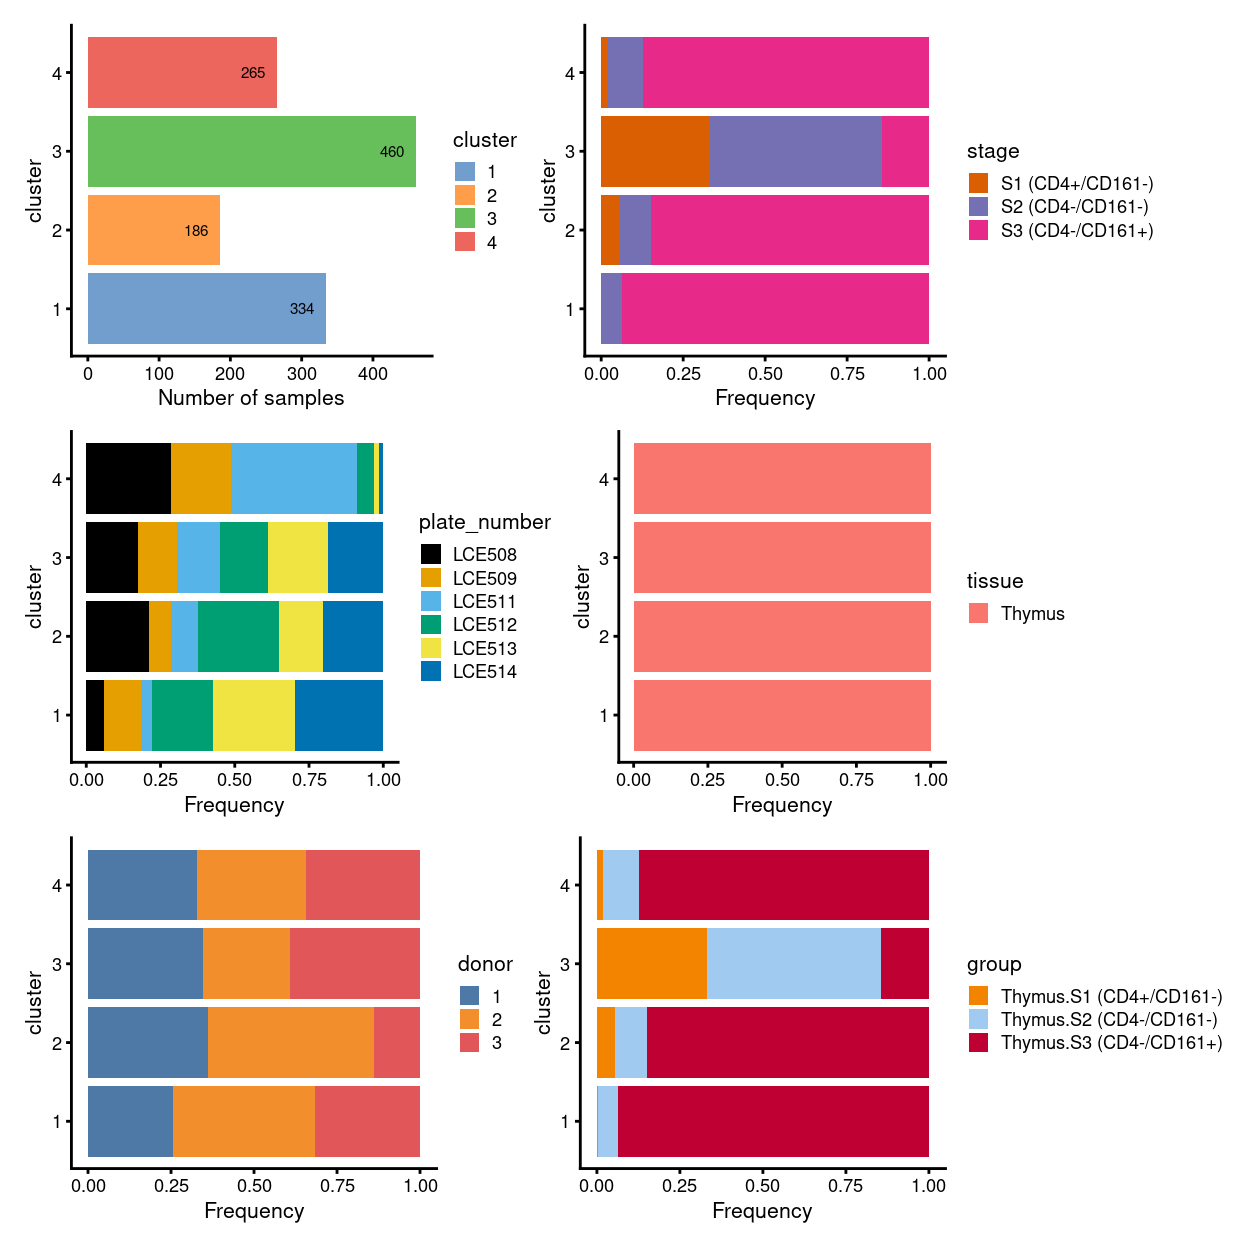 4
3
2
1
cluster
265
460
186
334
0
100
200
300
400
Number of samples
cluster
1
2
3
4
4
3
2
1
cluster
0.00
0.25
0.50
0.75
1.00
Frequency
stage
S1 (CD4+/CD161-)
S2 (CD4-/CD161-)
S3 (CD4-/CD161+)
4
3
2
1
cluster
0.00
0.25
0.50
0.75
1.00
Frequency
plate_number
LCE508
LCE509
LCE511
LCE512
LCE513
LCE514
4
3
2
1
cluster
0.00
0.25
0.50
0.75
1.00
Frequency
tissue
Thymus
4
3
2
1
cluster
0.00
0.25
0.50
0.75
1.00
Frequency
donor
1
2
3
4
3
2
1
cluster
0.00
0.25
0.50
0.75
1.00
Frequency
group
Thymus.S1 (CD4+/CD161-)
Thymus.S2 (CD4-/CD161-)
Thymus.S3 (CD4-/CD161+)